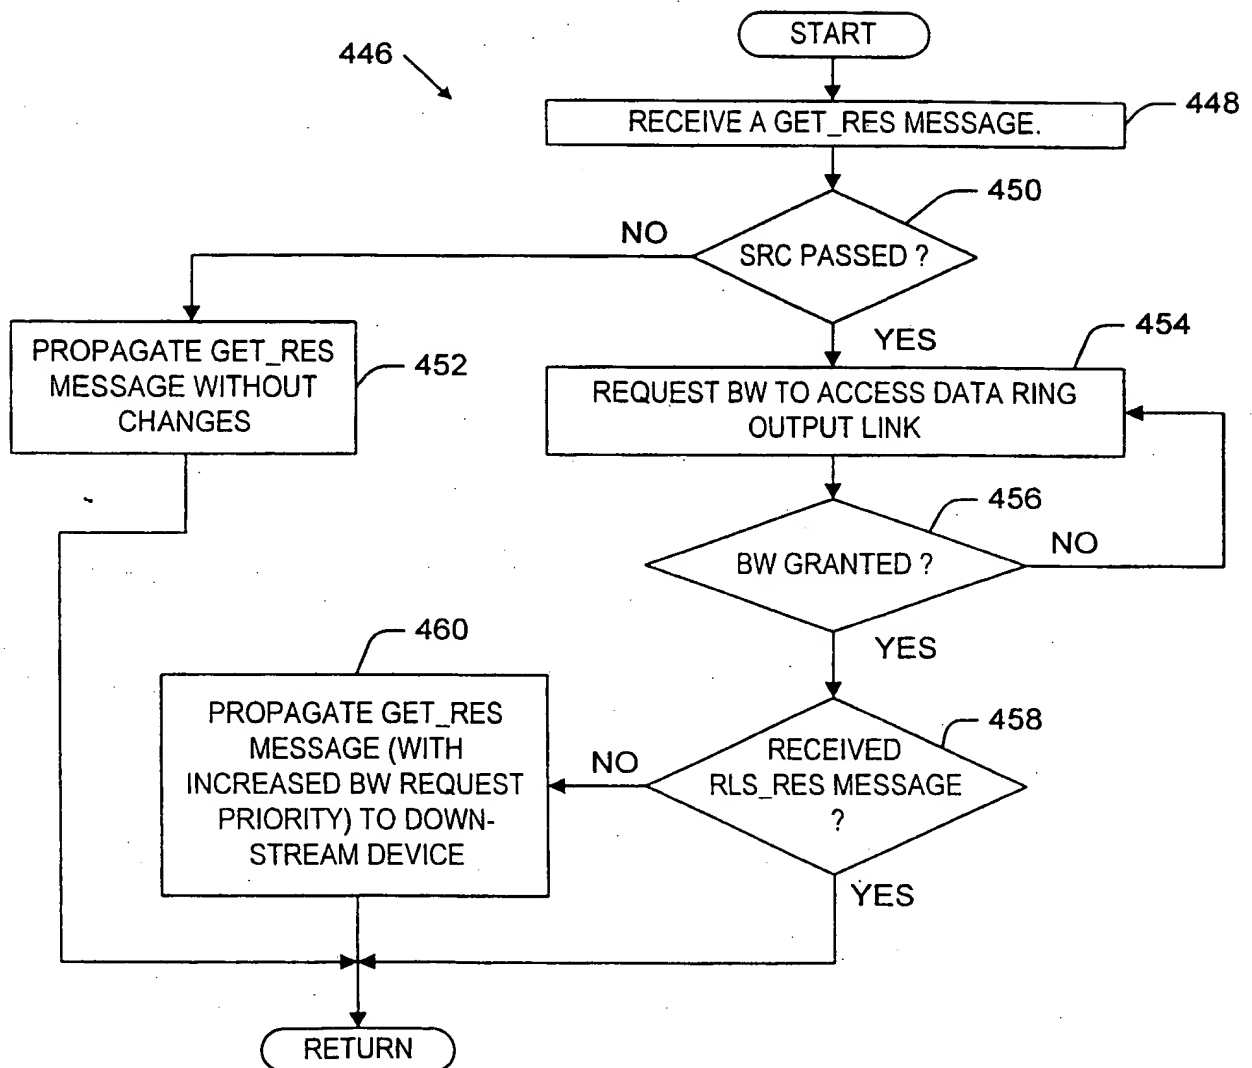 START
446
448
RECEIVE A GET_RES MESSAGE.
450
NO
SRC PASSED ?
YES
454
PROPAGATE GET_RES
MESSAGE WITHOUT
CHANGES
452
REQUEST BW TO ACCESS DATA RING
OUTPUT LINK
456
BW GRANTED ?
NO
YES
460
458
PROPAGATE GET_RES
MESSAGE (WITH
INCREASED BW REQUEST
PRIORITY) TO DOWN-
STREAM DEVICE
NO
RECEIVED
RLS_RES MESSAGE
?
YES
RETURN